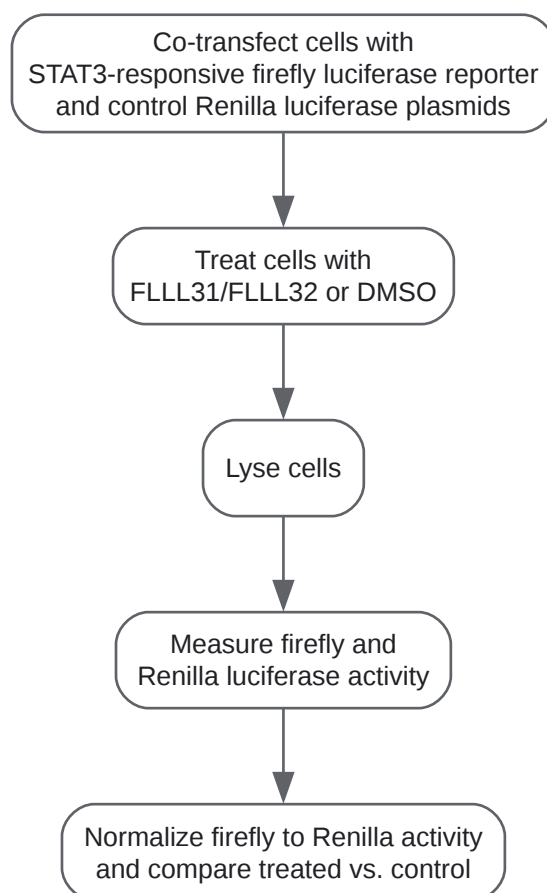 Co-transfect cells with
STAT3-responsive firefly luciferase reporter
and control Renilla luciferase plasmids
Treat cells with
FLLL31/FLLL32 or DMSO
Lyse cells
Measure firefly and
Renilla luciferase activity
Normalize firefly to Renilla activity
and compare treated vs. control